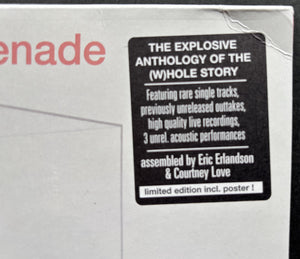 enade
THE EXPLOSIVE
ANTHOLOGY OF THE
(W)HOLE STORY
Featuring rare single tracks,
previously unreleased outtakes,
high quality live recordings,
3 unrel. acoustic performances
assembled by Eric Erlandson
& Courtney Love
limited edition incl. poster !